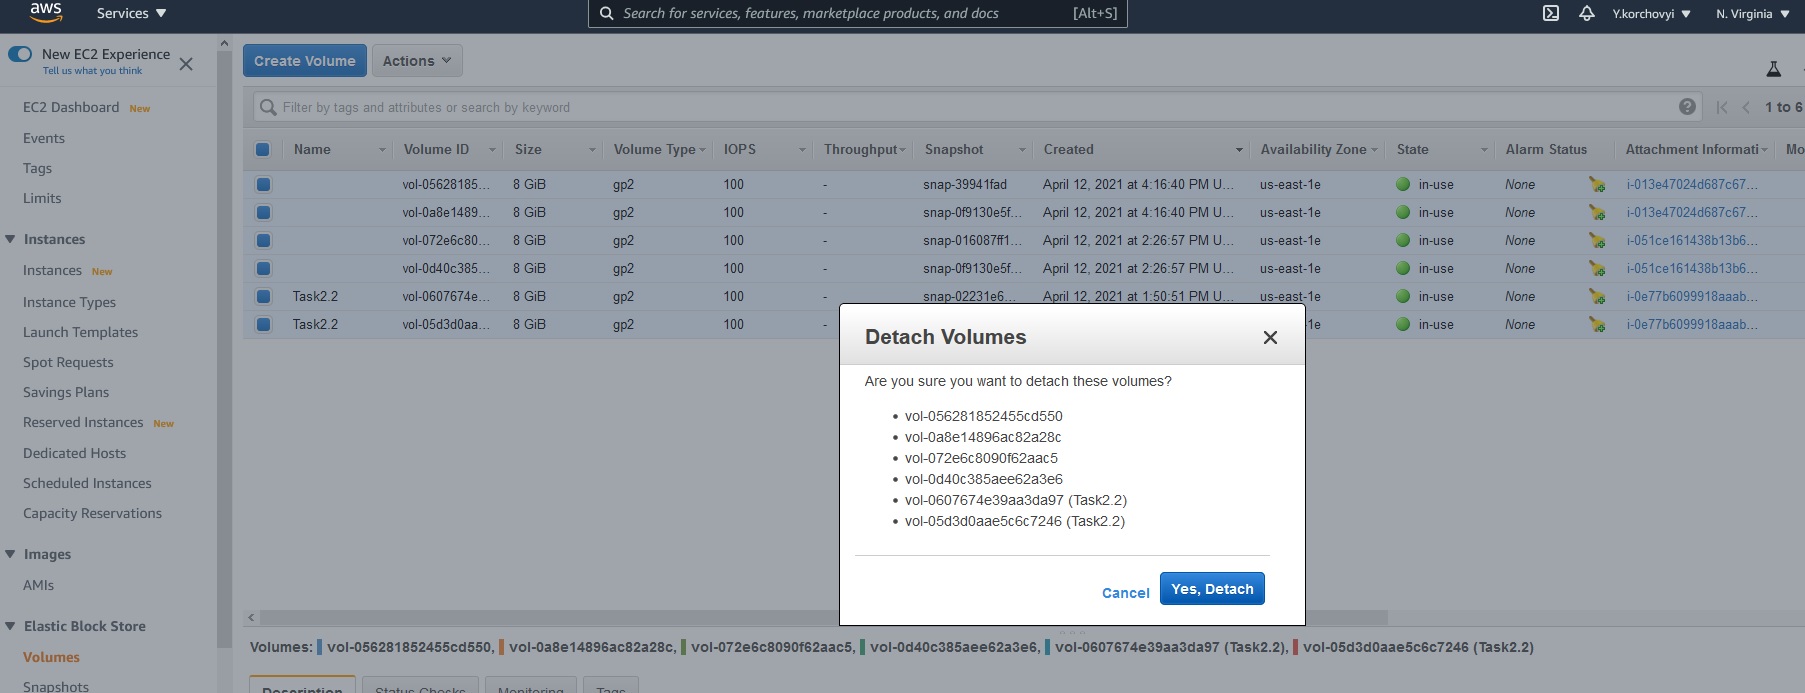 aws Services Search for services, features, marketplace products, and docs [Alt+S] Y.korchovyi N. Virginia
New EC2 Experience
Tell us what you think
EC2 Dashboard New
Events
Tags
Limits
Instances
Instances New
Instance Types
Launch Templates
Spot Requests
Savings Plans
Reserved Instances New
Dedicated Hosts
Scheduled Instances
Capacity Reservations
Images
AMIs
Elastic Block Store
Volumes
Snapshots
Create Volume Actions
Filter by tags and attributes or search by keyword 1 to 6
Name Volume ID Size Volume Type IOPS Throughput Snapshot Created Availability Zone State Alarm Status Attachment Informati Mo
vol-05628185... 8 GiB gp2 100 - snap-39941fad April 12, 2021 at 4:16:40 PM U... us-east-1e in-use None i-013e47024d687c67...
vol-0a8e1489... 8 GiB gp2 100 - snap-0f9130e5f... April 12, 2021 at 4:16:40 PM U... us-east-1e in-use None i-013e47024d687c67...
vol-072e6c80... 8 GiB gp2 100 - snap-016087ff1... April 12, 2021 at 2:26:57 PM U... us-east-1e in-use None i-051ce161438b13b6...
vol-0d40c385... 8 GiB gp2 100 - snap-0f9130e5f... April 12, 2021 at 2:26:57 PM U... us-east-1e in-use None i-051ce161438b13b6...
Task2.2 vol-0607674e... 8 GiB gp2 100 - snap-02231e6... April 12, 2021 at 1:50:51 PM U... us-east-1e in-use None i-0e77b6099918aaab...
Task2.2 vol-05d3d0aa... 8 GiB gp2 100 - -1e in-use None i-0e77b6099918aaab...
Detach Volumes
Are you sure you want to detach these volumes?
• vol-056281852455cd550
• vol-0a8e14896ac82a28c
• vol-072e6c8090f62aac5
• vol-0d40c385aee62a3e6
• vol-0607674e39aa3da97 (Task2.2)
• vol-05d3d0aae5c6c7246 (Task2.2)
Cancel Yes, Detach
Volumes: vol-056281852455cd550, vol-0a8e14896ac82a28c, vol-072e6c8090f62aac5, vol-0d40c385aee62a3e6, vol-0607674e39aa3da97 (Task2.2), vol-05d3d0aae5c6c7246 (Task2.2)
Description Status Checks Monitoring Tags